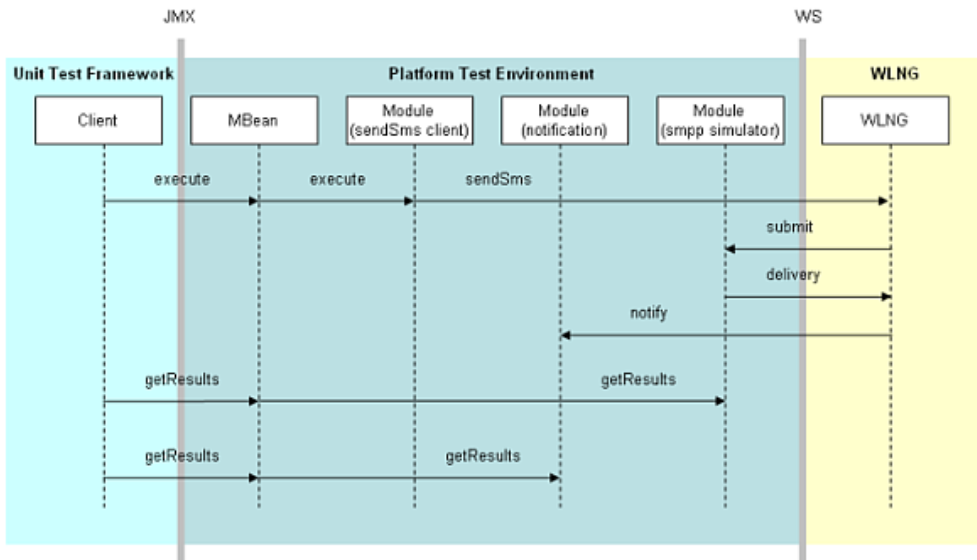 JMX
WS
Unit Test Framework
Platform Test Environment
WLNG
Client
MBean
Module
(sendSms client)
Module
(notification)
Module
(smpp simulator)
WLNG
execute
execute
sendSms
submit
delivery
notify
getResults
getResults
getResults
getResults